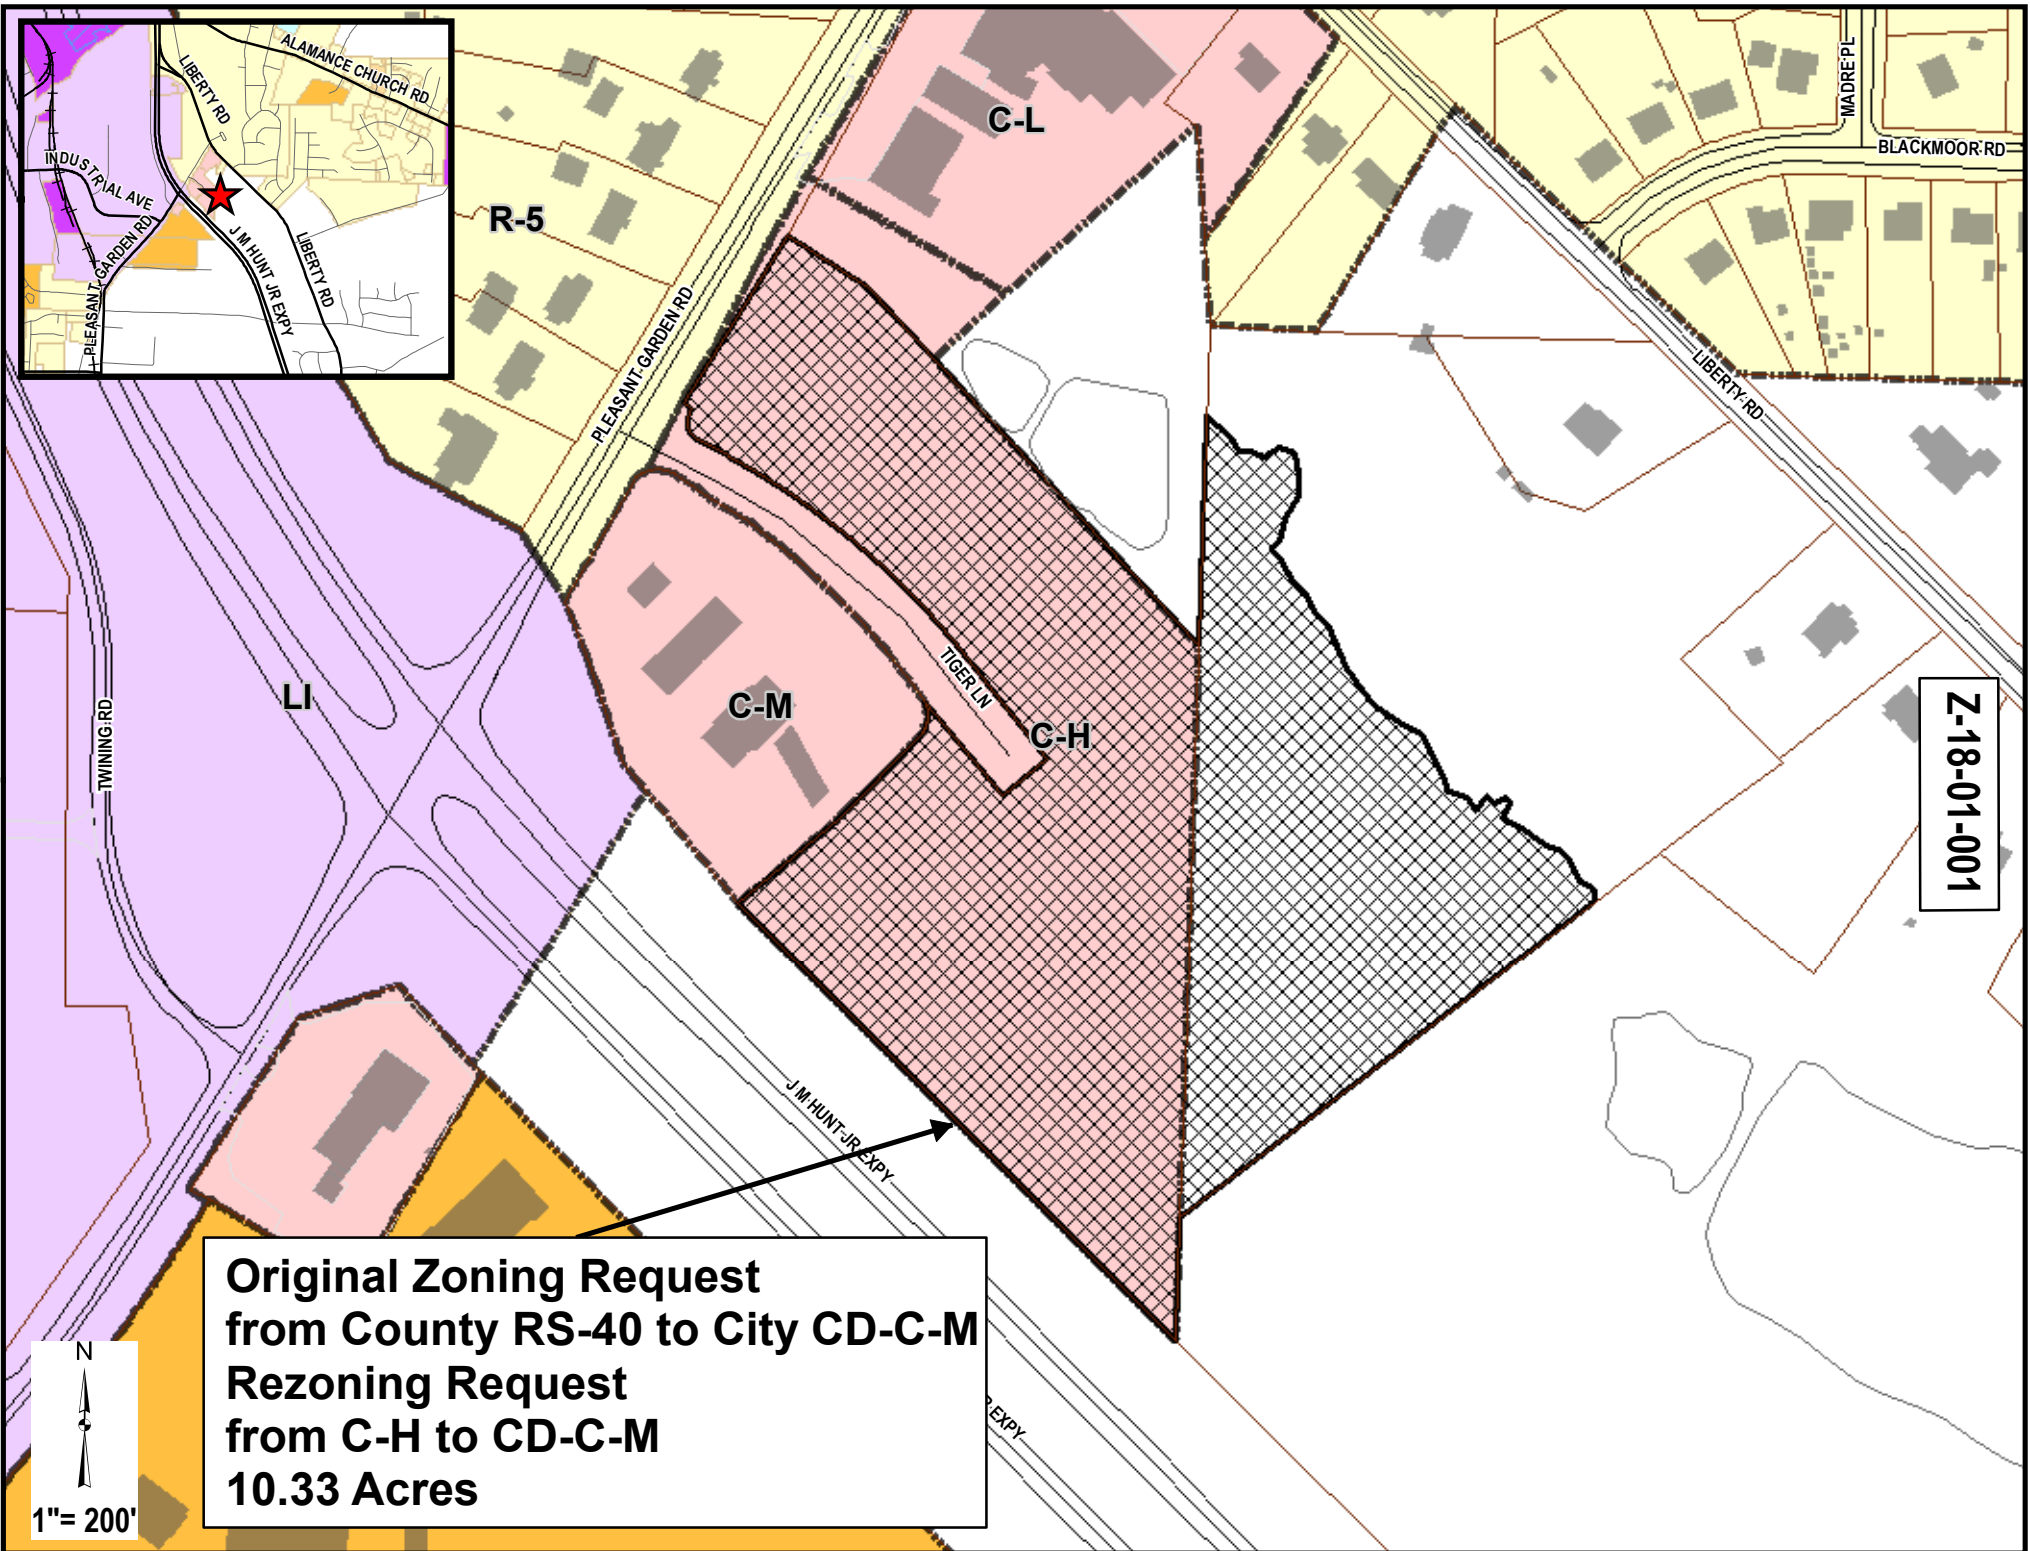 ALAMANCE CHURCH RD
LIBERTY RD
INDUSTRIAL AVE
PLEASANT GARDEN RD
J M HUNT JR EXPY
LIBERTY RD
MADRE PL
BLACKMOOR RD
C-L
R-5
PLEASANT GARDEN RD
LIBERTY RD
TIGER LN
LI
C-M
C-H
TWINING RD
Z-18-01-001
J M HUNT JR EXPY
Original Zoning Request
from County RS-40 to City CD-C-M
Rezoning Request
from C-H to CD-C-M
10.33 Acres
EXPY
N
1"= 200'